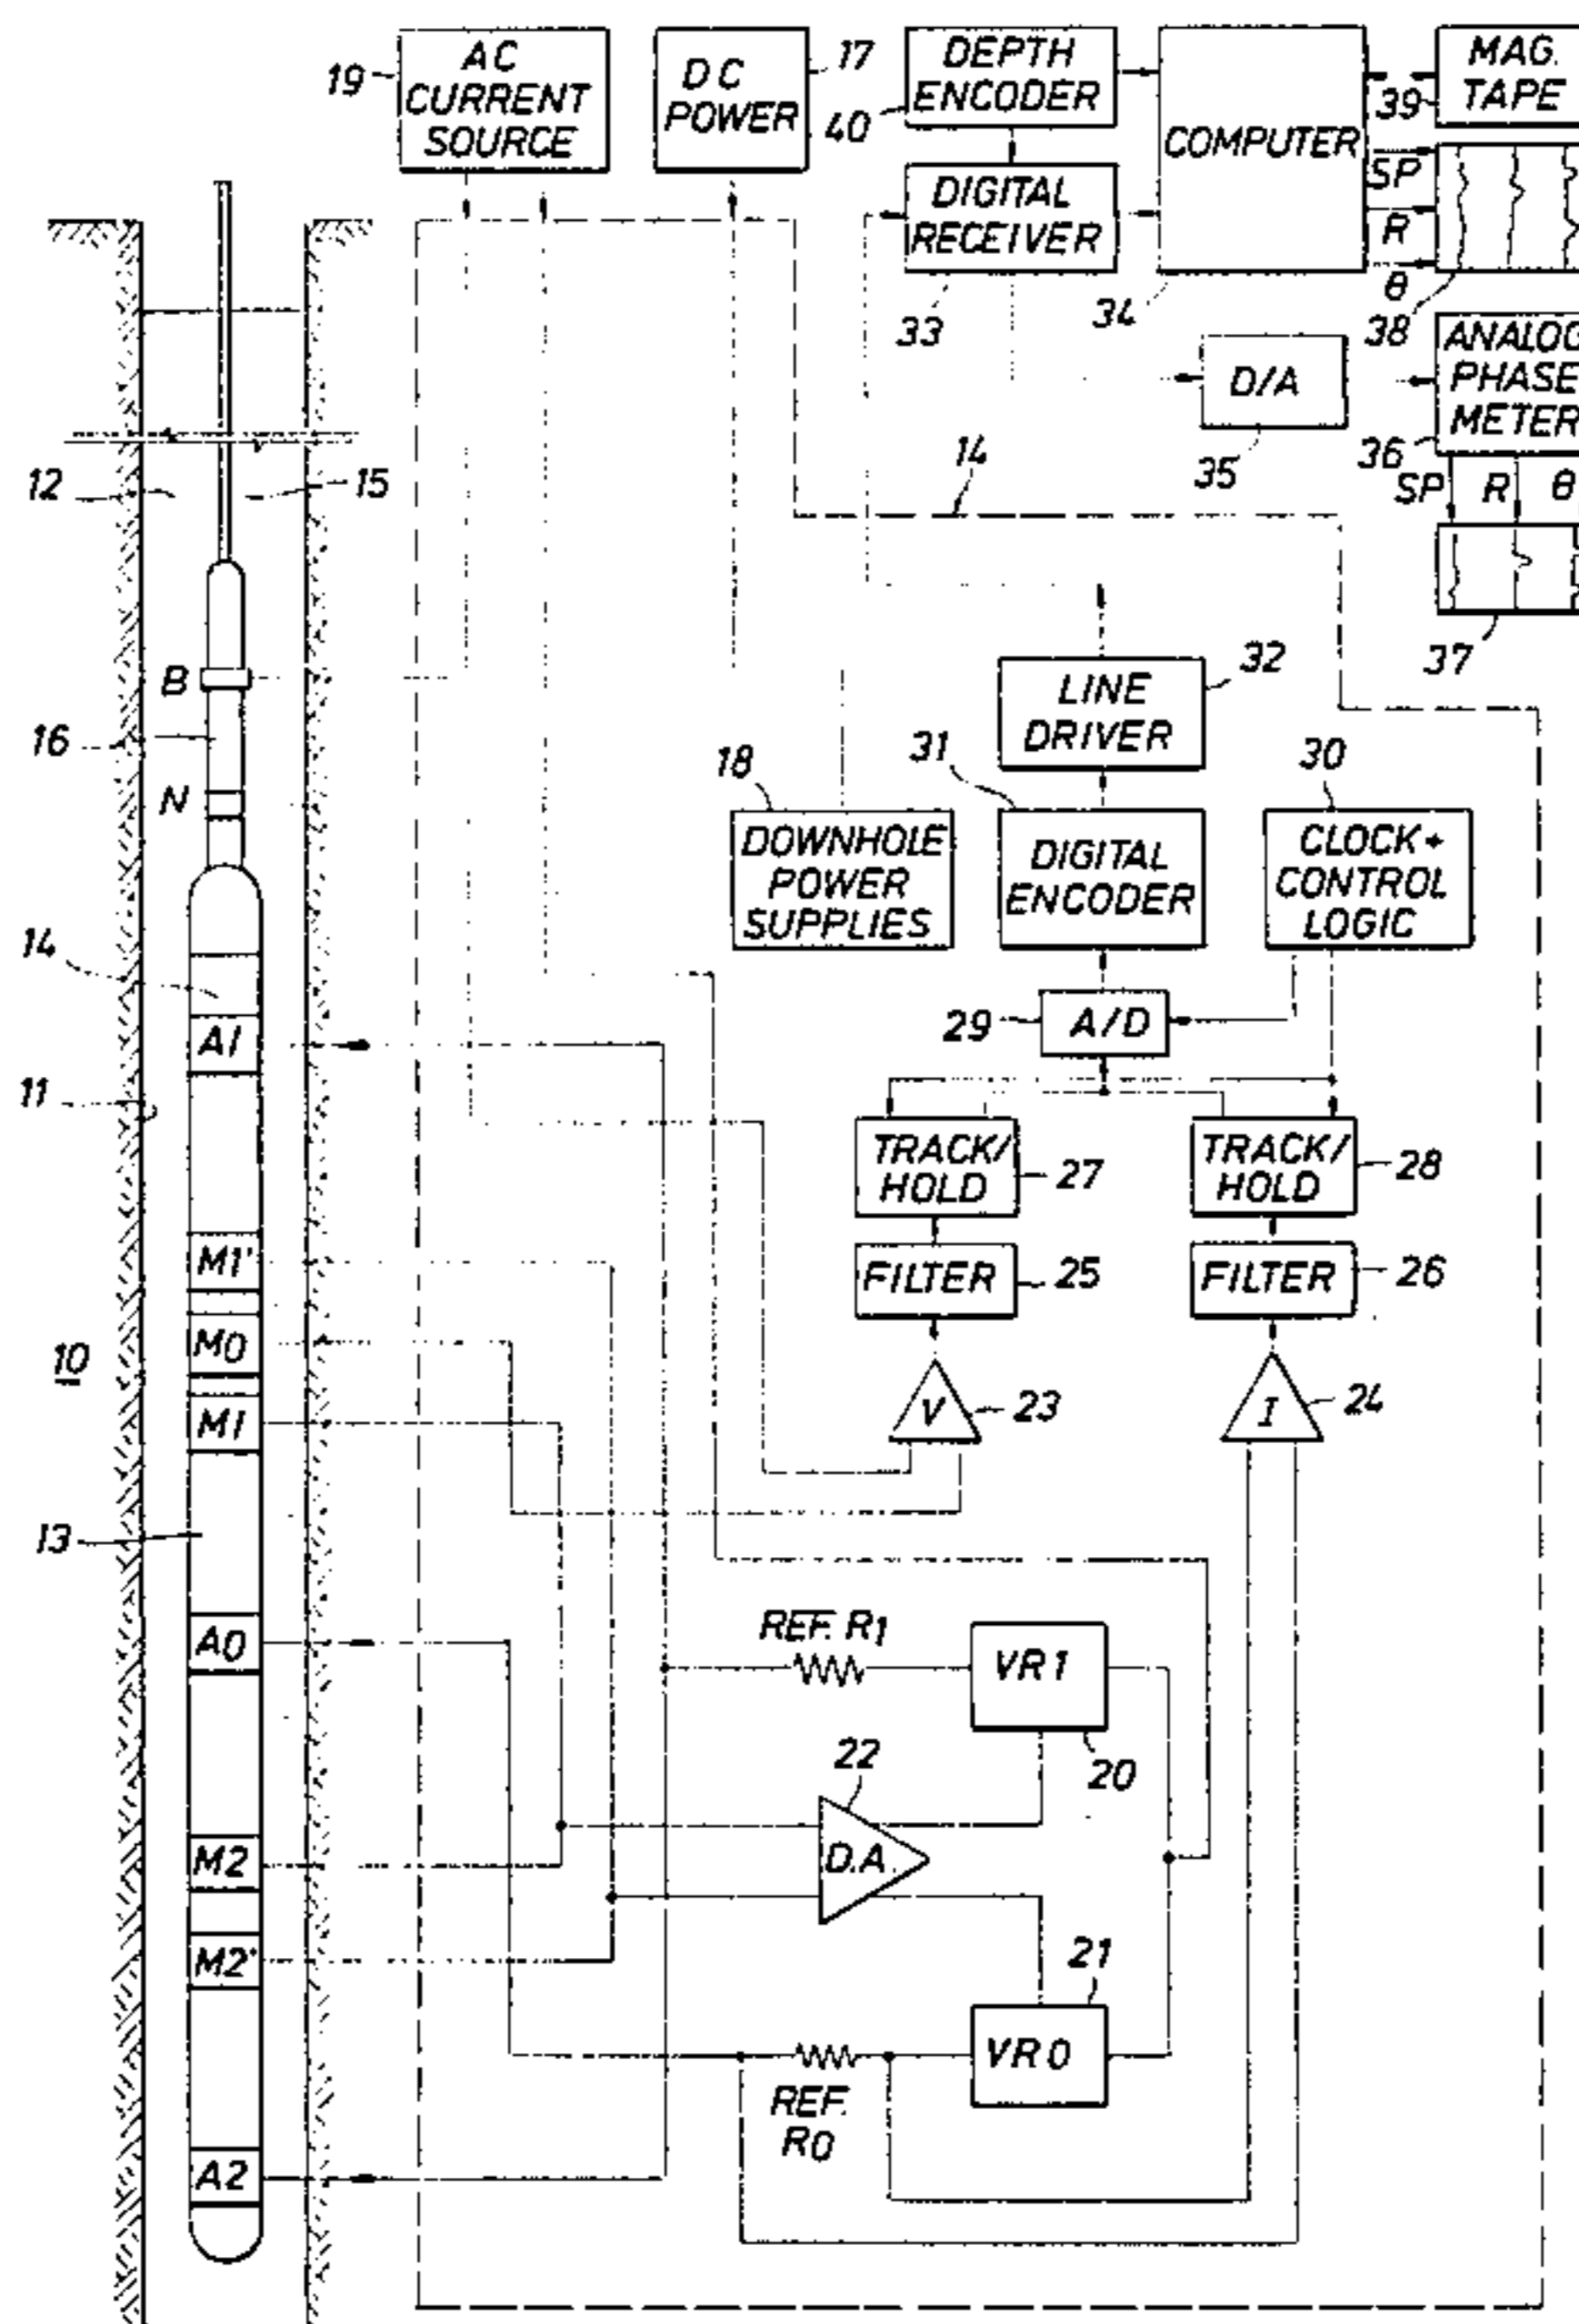 19
AC
CURRENT
SOURCE
DC
POWER
17
40
DEPTH
ENCODER
COMPUTER
39
MAG.
TAPE
DIGITAL
RECEIVER
33
34
SP
R
θ
38
D/A
35
ANALOG
PHASE
METER
36
SP
R
θ
37
14
12
15
B
16
N
14
A1
11
M1'
M0
10
M1
13
A0
M2
M2'
A2
32
LINE
DRIVER
31
18
30
DOWNHOLE
POWER
SUPPLIES
DIGITAL
ENCODER
CLOCK+
CONTROL
LOGIC
29
A/D
TRACK/
HOLD
27
TRACK/
HOLD
28
FILTER
25
FILTER
26
V
23
I
24
REF. R1
VR1
20
22
D.A.
21
VR0
REF.
R0